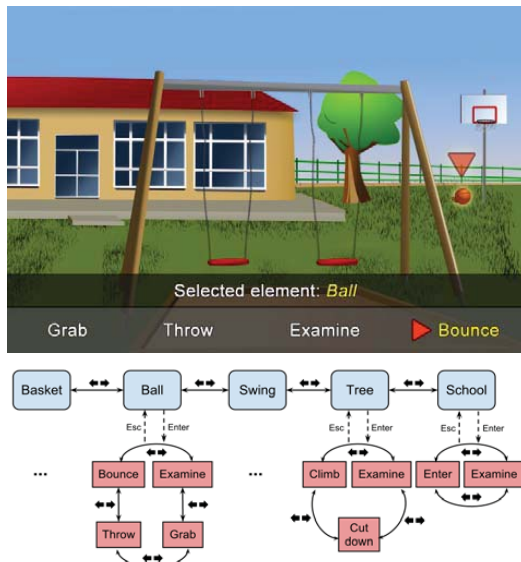 Selected element: Ball
Grab Throw Examine Bounce
Basket Ball Swing Tree School
Esc Enter Esc Enter Esc Enter
... Bounce Examine ... Climb Examine Enter Examine
Throw Grab Cut
down